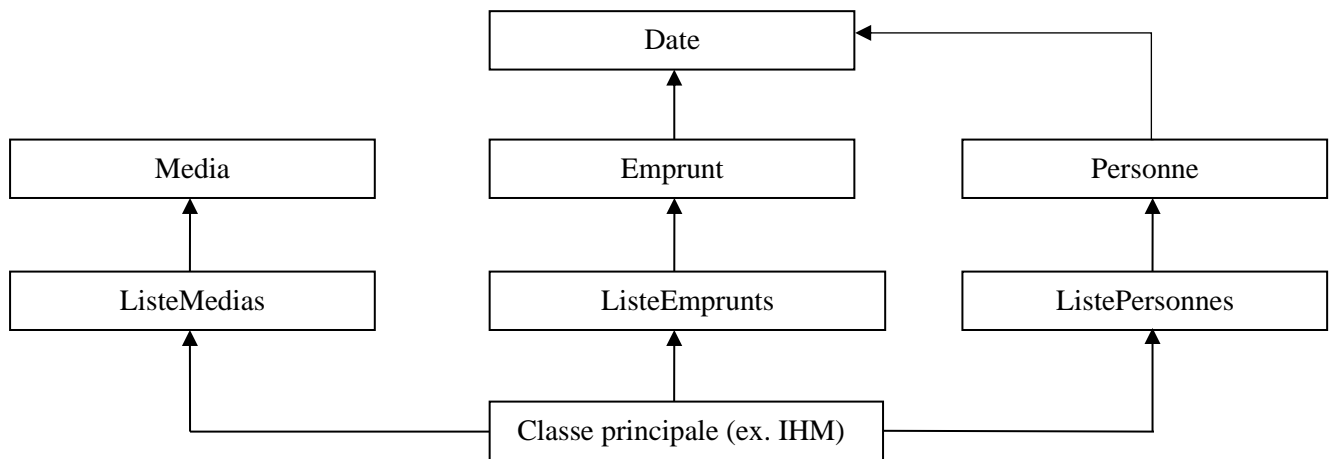 Date
Media
Emprunt
Personne
ListeMedias
ListeEmprunts
ListePersonnes
Classe principale (ex. IHM)